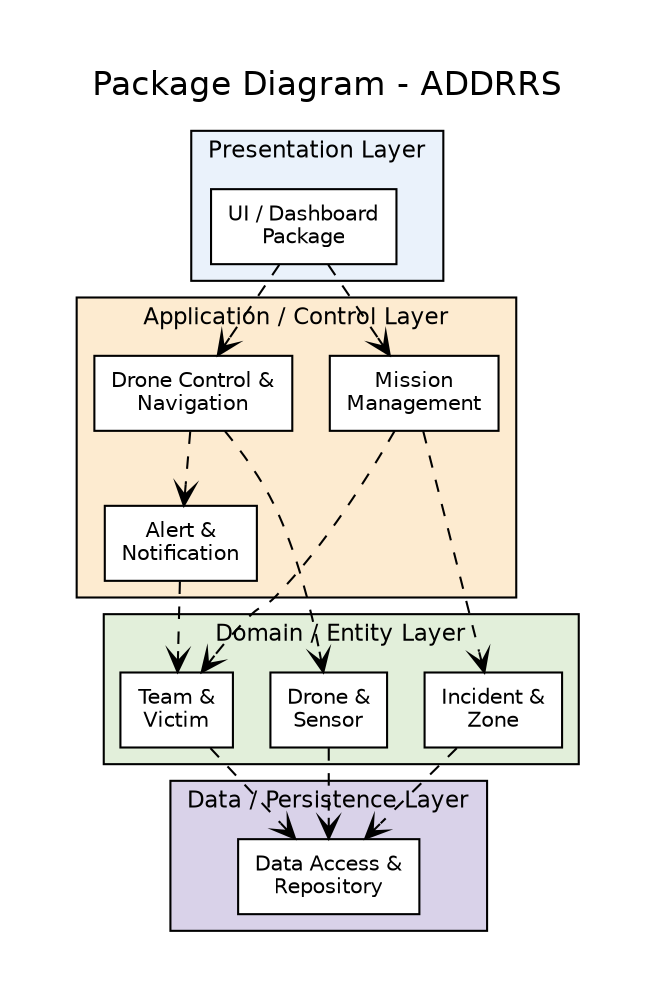 Package Diagram - ADDRRS
Presentation Layer
UI / Dashboard
Package
Application / Control Layer
Drone Control &
Navigation
Mission
Management
Alert &
Notification
Domain / Entity Layer
Team &
Victim
Drone &
Sensor
Incident &
Zone
Data / Persistence Layer
Data Access &
Repository